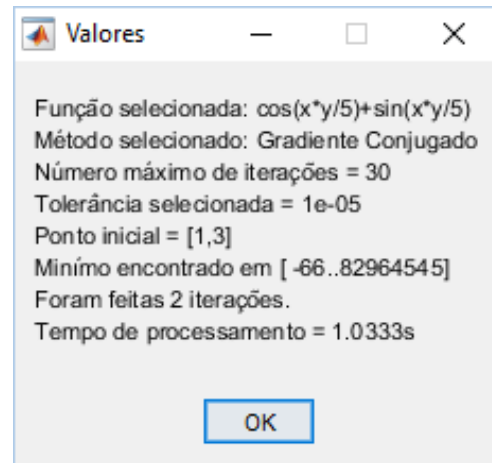 Valores
Função selecionada: cos(x*y/5)+sin(x*y/5)
Método selecionado: Gradiente Conjugado
Número máximo de iterações = 30
Tolerância selecionada = 1e-05
Ponto inicial = [1,3]
Minímo encontrado em [ -66..82964545]
Foram feitas 2 iterações.
Tempo de processamento = 1.0333s
OK